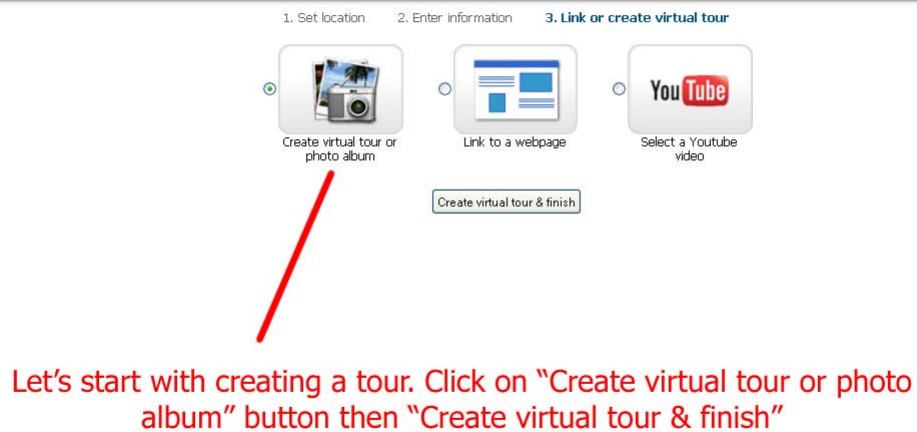 1. Set location 2. Enter information 3. Link or create virtual tour
YouTube
Create virtual tour or
photo album
Link to a webpage
Select a Youtube
video
Create virtual tour & finish
Let’s start with creating a tour. Click on “Create virtual tour or photo
album” button then “Create virtual tour & finish”